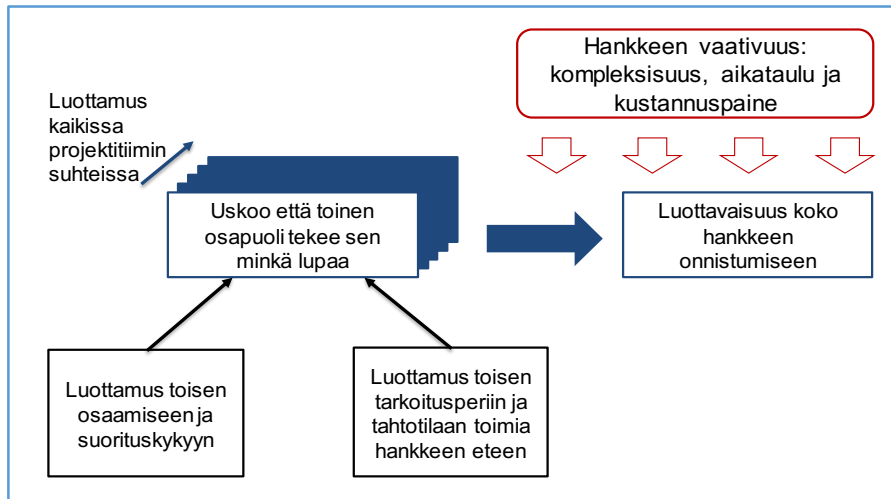 Hankkeen vaativuus:
kompleksisuus, aikataulu ja
kustannuspaine
Luottamus
kaikissa
projektitiimin
suhteissa
Uskoo että toinen
osapuoli tekee sen
minkä lupaa
Luottavaisuus koko
hankkeen
onnistumiseen
Luottamus toisen
osaamiseen ja
suorituskykyyn
Luottamus toisen
tarkoitusperiin ja
tahtotilaan toimia
hankkeen eteen